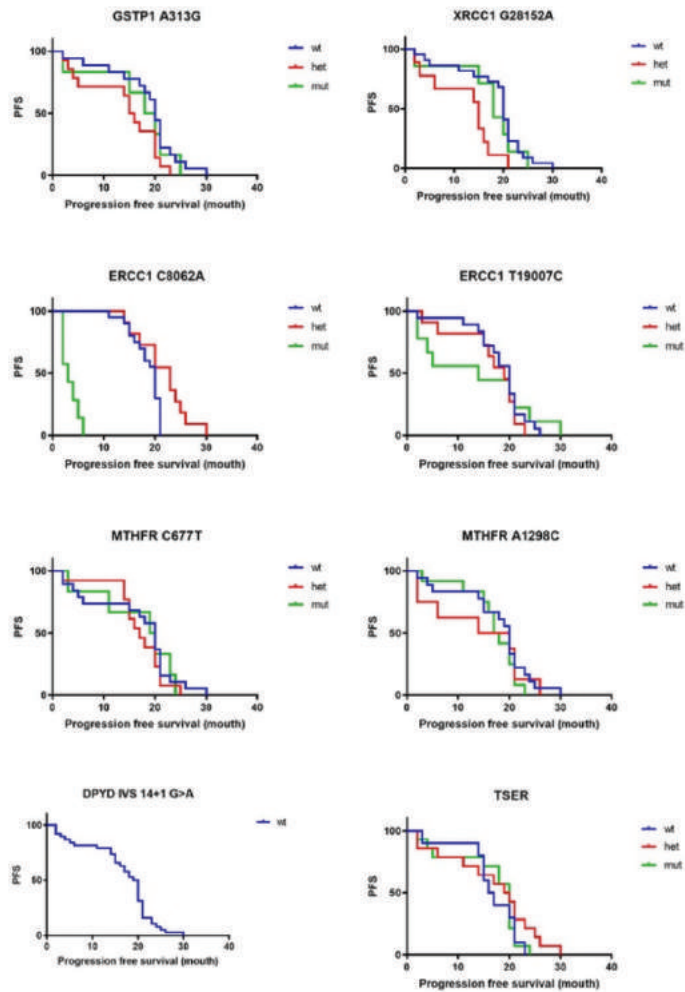 GSTP1 A313G
XRCC1 G28152A
100
50
0
PFS
0 10 20 30 40
Progression free survival (mouth)
wt
het
mut
100
50
0
PFS
0 10 20 30 40
Progression free survival (mouth)
wt
het
mut
ERCC1 C8062A
ERCC1 T19007C
100
50
0
PFS
0 10 20 30 40
Progression free survival (mouth)
wt
het
mut
100
50
0
PFS
0 10 20 30 40
Progression free survival (mouth)
wt
het
mut
MTHFR C677T
MTHFR A1298C
100
50
0
PFS
0 10 20 30 40
Progression free survival (mouth)
wt
het
mut
100
50
0
PFS
0 10 20 30 40
Progression free survival (mouth)
wt
het
mut
DPYD IVS 14+1 G>A
TSER
100
50
0
PFS
0 10 20 30 40
Progression free survival (mouth)
wt
100
50
0
PFS
0 10 20 30 40
Progression free survival (mouth)
wt
het
mut